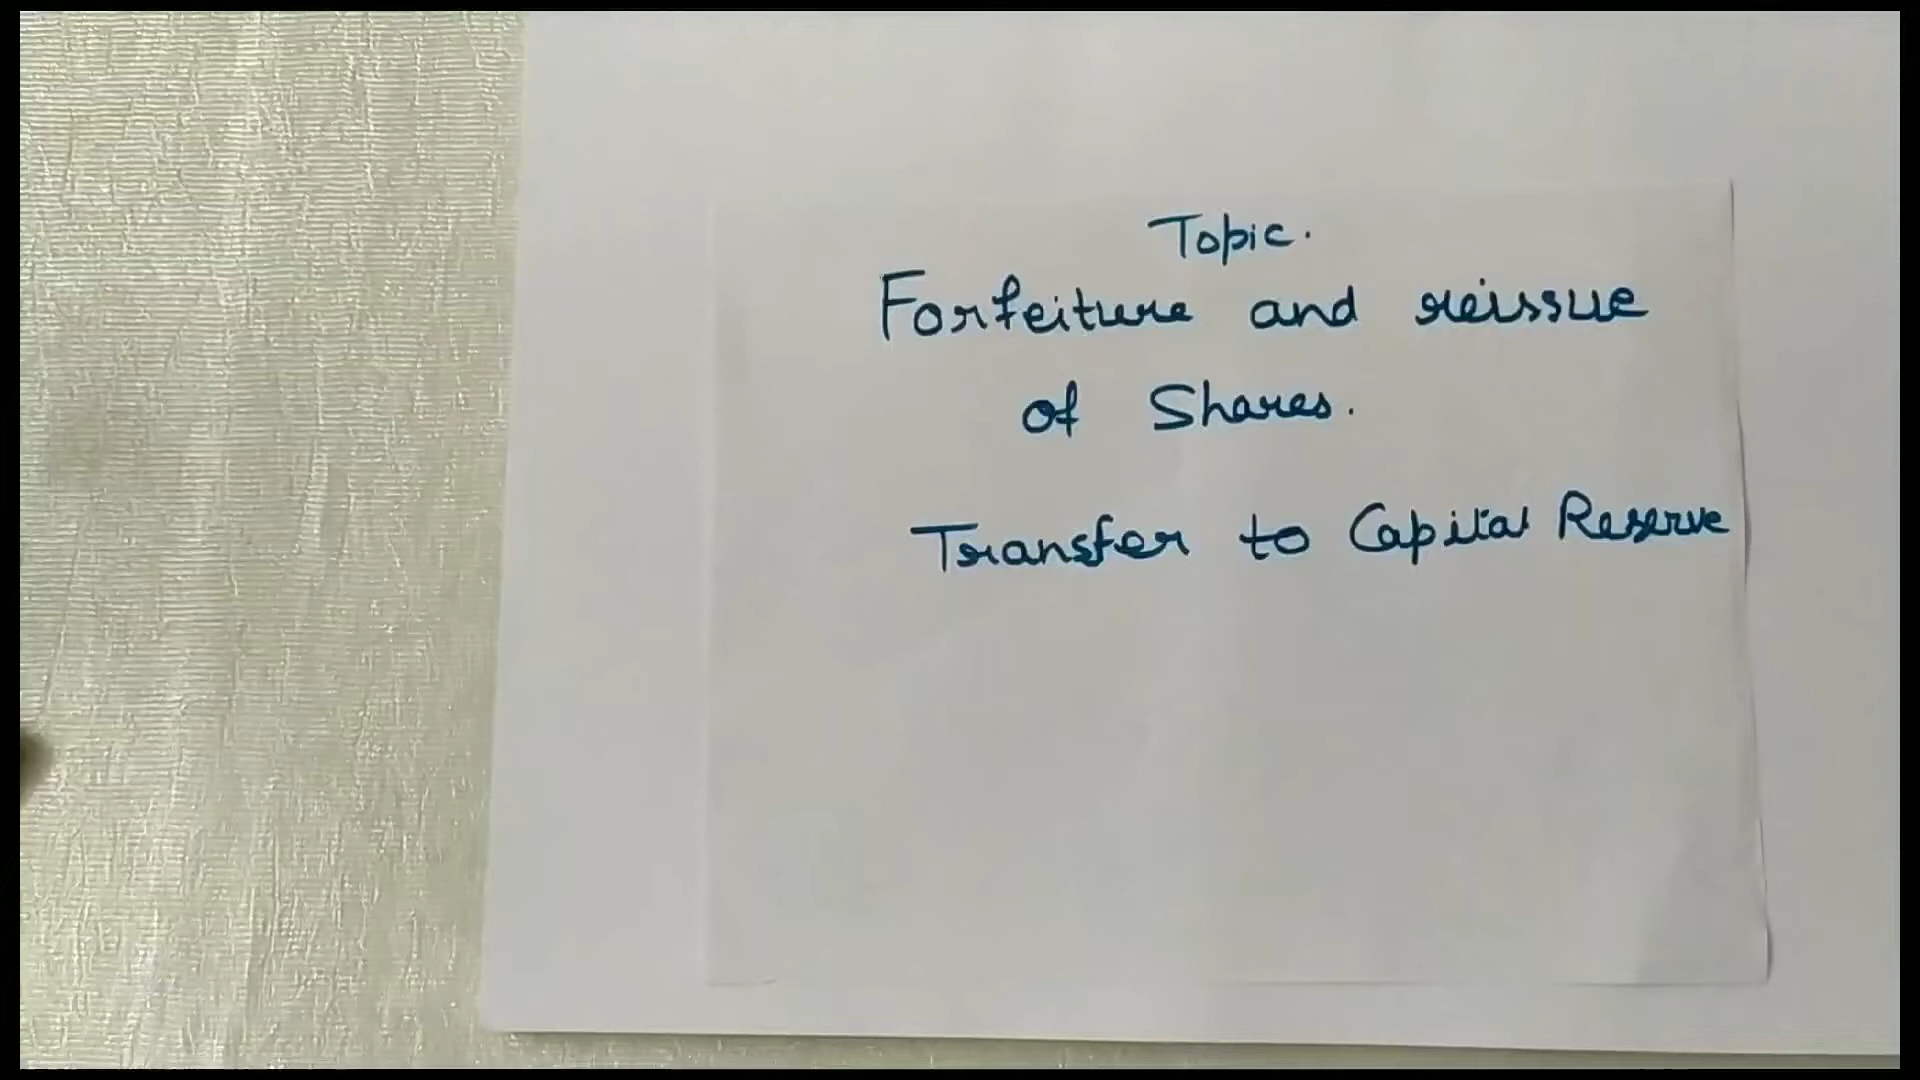 Topic.
Forfeiture and reissue
of Shares.
Transfer to Capital Reserve